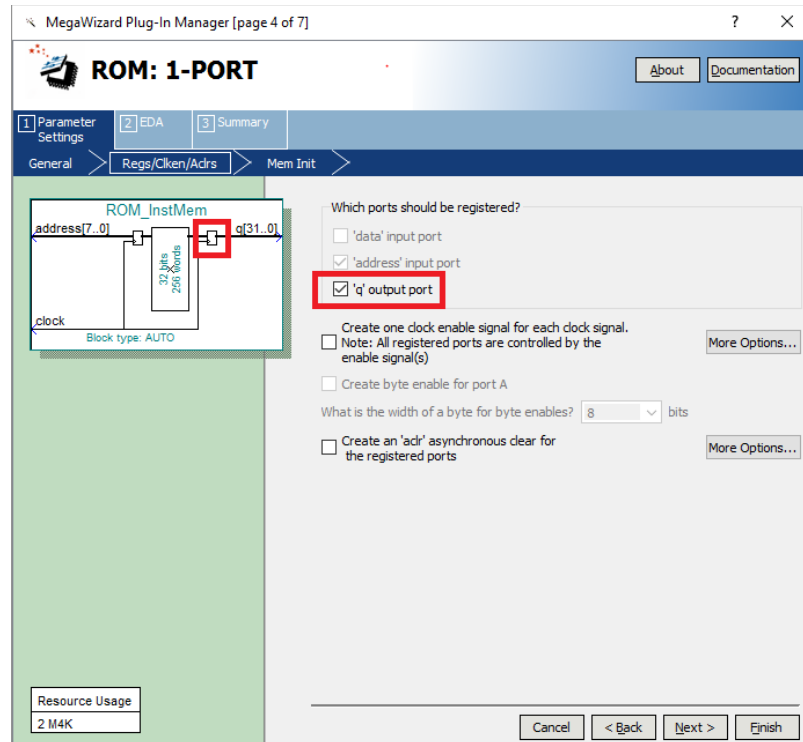 MegaWizard Plug-In Manager [page 4 of 7]
? X
ROM: 1-PORT
About
Documentation
1 Parameter Settings
2 EDA
3 Summary
General
Regs/Clken/Adrs
Mem Init
ROM_InstMem
address[7..0]
q[31..0]
32 bits
256 Words
clock
Block type: AUTO
Which ports should be registered?
'data' input port
'address' input port
'q' output port
Create one clock enable signal for each clock signal.
Note: All registered ports are controlled by the
enable signal(s)
More Options...
Create byte enable for port A
What is the width of a byte for byte enables? 8 bits
Create an 'aclr' asynchronous clear for
the registered ports
More Options...
Resource Usage
2 M4K
Cancel
< Back
Next >
Finish